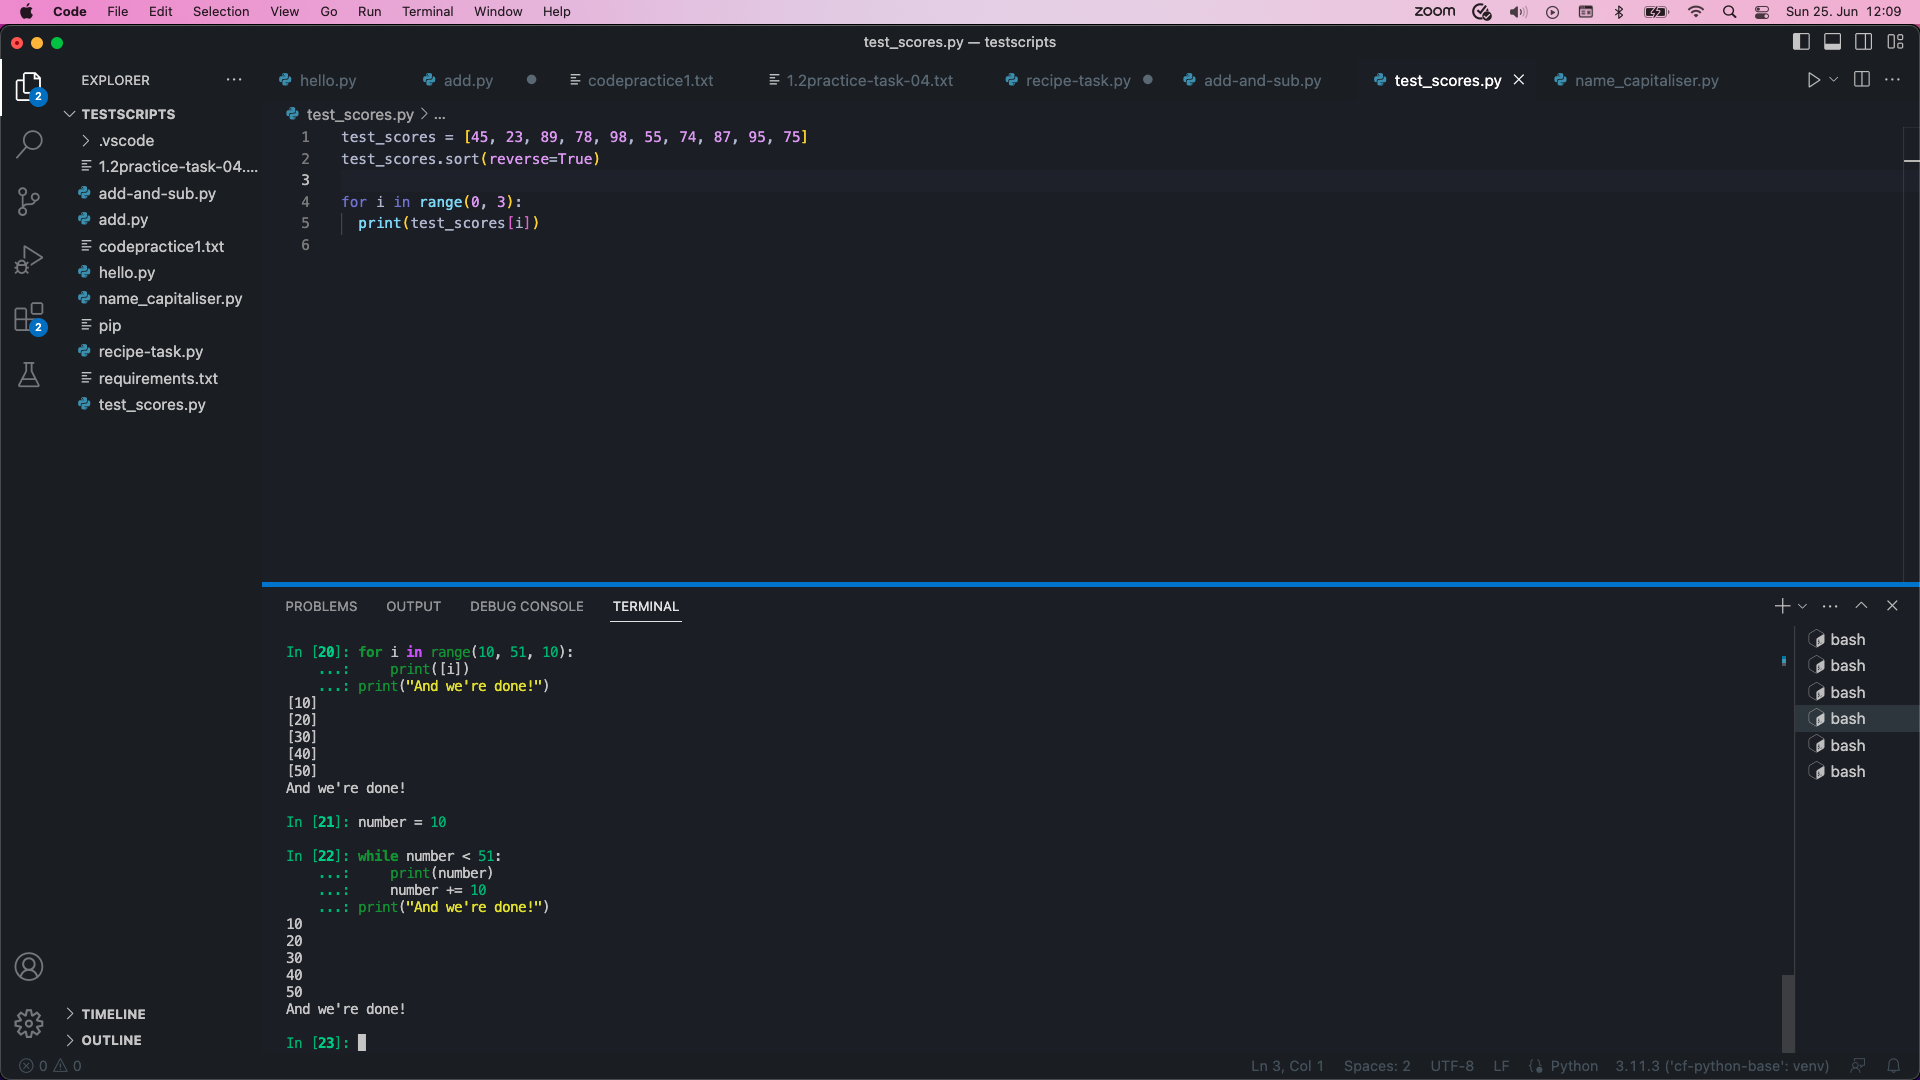 Code File Edit Selection View Go Run Terminal Window Help zoom Sun 25. Jun 12:09
test_scores.py — testscripts
EXPLORER
hello.py add.py codepractice1.txt 1.2practice-task-04.txt recipe-task.py add-and-sub.py test_scores.py name_capitaliser.py
2
TESTSCRIPTS
.vscode
1.2practice-task-04....
add-and-sub.py
add.py
codepractice1.txt
hello.py
name_capitaliser.py
pip
recipe-task.py
requirements.txt
test_scores.py
2
test_scores.py > ...
1 test_scores = [45, 23, 89, 78, 98, 55, 74, 87, 95, 75]
2 test_scores.sort(reverse=True)
3
4 for i in range(0, 3):
5 print(test_scores[i])
6
PROBLEMS OUTPUT DEBUG CONSOLE TERMINAL
In [20]: for i in range(10, 51, 10):
...: print([i])
...: print("And we're done!")
[10]
[20]
[30]
[40]
[50]
And we're done!
In [21]: number = 10
In [22]: while number < 51:
...: print(number)
...: number += 10
...: print("And we're done!")
10
20
30
40
50
And we're done!
In [23]:
bash
bash
bash
bash
bash
bash
TIMELINE
OUTLINE
0 0 Ln 3, Col 1 Spaces: 2 UTF-8 LF Python 3.11.3 ('cf-python-base': venv)